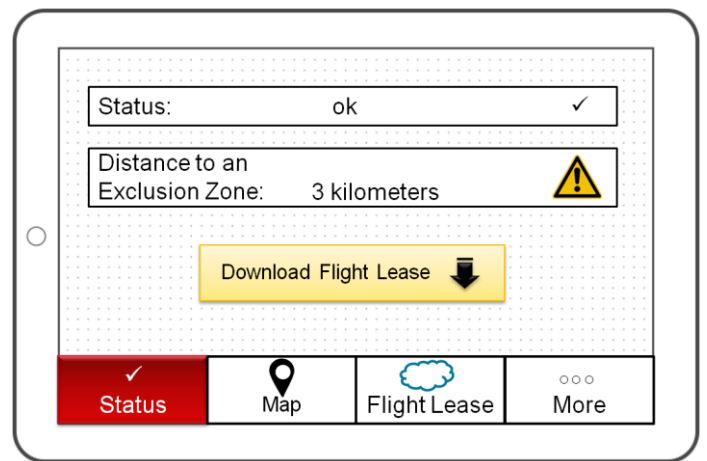 Status: ok ✓
Distance to an
Exclusion Zone: 3 kilometers
Download Flight Lease
Status Map Flight Lease More